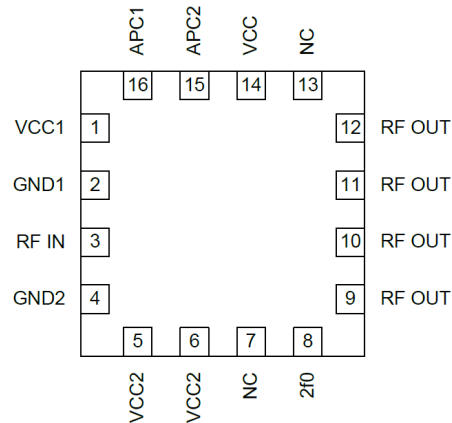 APC1 APC2 VCC NC
16 15 14 13
VCC1 1 12 RF OUT
GND1 2 11 RF OUT
RF IN 3 10 RF OUT
GND2 4 9 RF OUT
5 6 7 8
VCC2 VCC2 NC 2f0